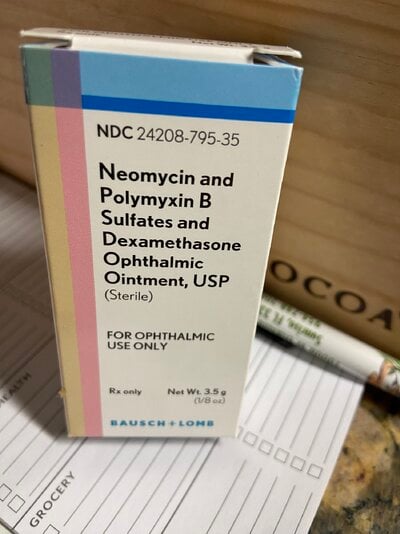 NDC 24208-795-35
Neomycin and
Polymyxin B
Sulfates and
Dexamethasone
Ophthalmic
Ointment, USP
(Sterile)
FOR OPHTHALMIC
USE ONLY
Rx only Net Wt. 3.5 g
(1/8 oz)
BAUSCH + LOMB
OCOA
HEALTH
GROCERY